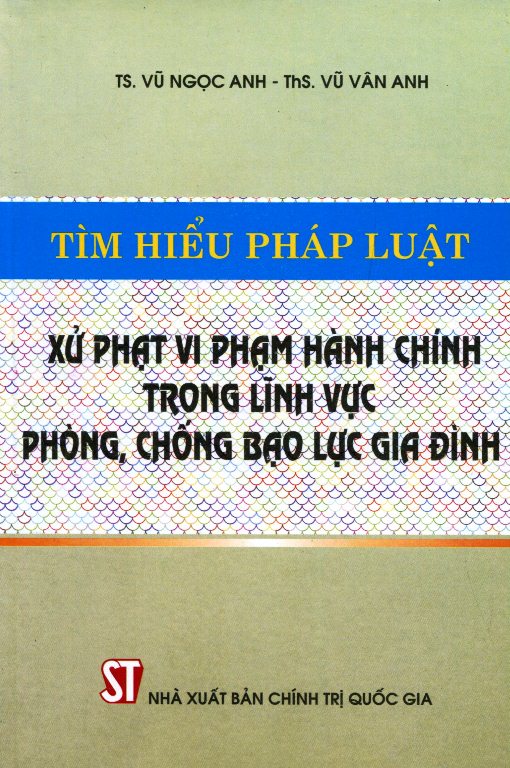 TS. VŨ NGỌC ANH - ThS. VŨ VÂN ANH
TÌM HIỂU PHÁP LUẬT
XỬ PHẠT VI PHẠM HÀNH CHÍNH
TRONG LĨNH VỰC
PHÒNG, CHỐNG BẠO LỰC GIA ĐÌNH
ST
NHÀ XUẤT BẢN CHÍNH TRỊ QUỐC GIA